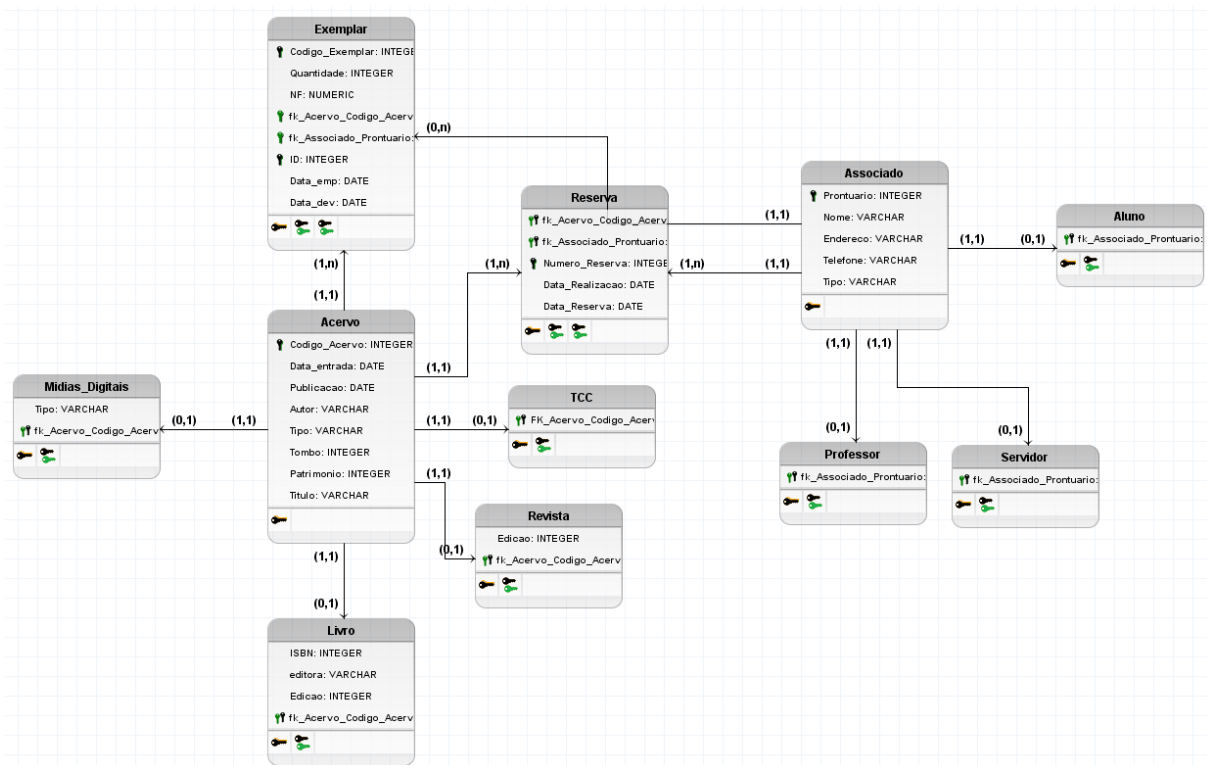 Exemplar
Codigo_Exemplar: INTEGE
Quantidade: INTEGER
NF: NUMERIC
fk_Acervo_Codigo_Acerv
fk_Associado_Prontuario:
ID: INTEGER
Data_emp: DATE
Data_dev: DATE
(0,n)
(1,n)
(1,1)
Reserva
fk_Acervo_Codigo_Acerv
fk_Associado_Prontuario:
Numero_Reserva: INTEGE
Data_Realizacao: DATE
Data_Reserva: DATE
(1,n)
(1,n)
(1,1)
(1,1)
Associado
Prontuario: INTEGER
Nome: VARCHAR
Endereco: VARCHAR
Telefone: VARCHAR
Tipo: VARCHAR
(1,1)
(0,1)
Aluno
fk_Associado_Prontuario:
(1,1)
(1,1)
(0,1)
(0,1)
Professor
fk_Associado_Prontuario:
Servidor
fk_Associado_Prontuario:
Acervo
Codigo_Acervo: INTEGER
Data_entrada: DATE
Publicacao: DATE
Autor: VARCHAR
Tipo: VARCHAR
Tombo: INTEGER
Patrimonio: INTEGER
Titulo: VARCHAR
(1,1)
(1,1)
(0,1)
(1,1)
(0,1)
Midias_Digitais
Tipo: VARCHAR
fk_Acervo_Codigo_Acerv
(0,1)
(1,1)
TCC
FK_Acervo_Codigo_Acer
Revista
Edicao: INTEGER
fk_Acervo_Codigo_Acerv
(1,1)
(0,1)
Livro
ISBN: INTEGER
editora: VARCHAR
Edicao: INTEGER
fk_Acervo_Codigo_Acerv